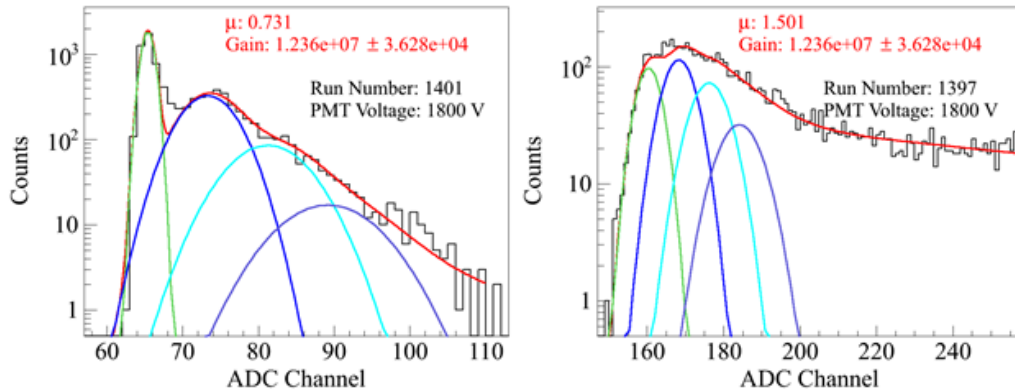 μ: 0.731
Gain: 1.236e+07 ± 3.628e+04
Run Number: 1401
PMT Voltage: 1800 V
Counts
10³
10²
10
1
60 70 80 90 100 110
ADC Channel
μ: 1.501
Gain: 1.236e+07 ± 3.628e+04
Run Number: 1397
PMT Voltage: 1800 V
Counts
10²
10
1
160 180 200 220 240
ADC Channel